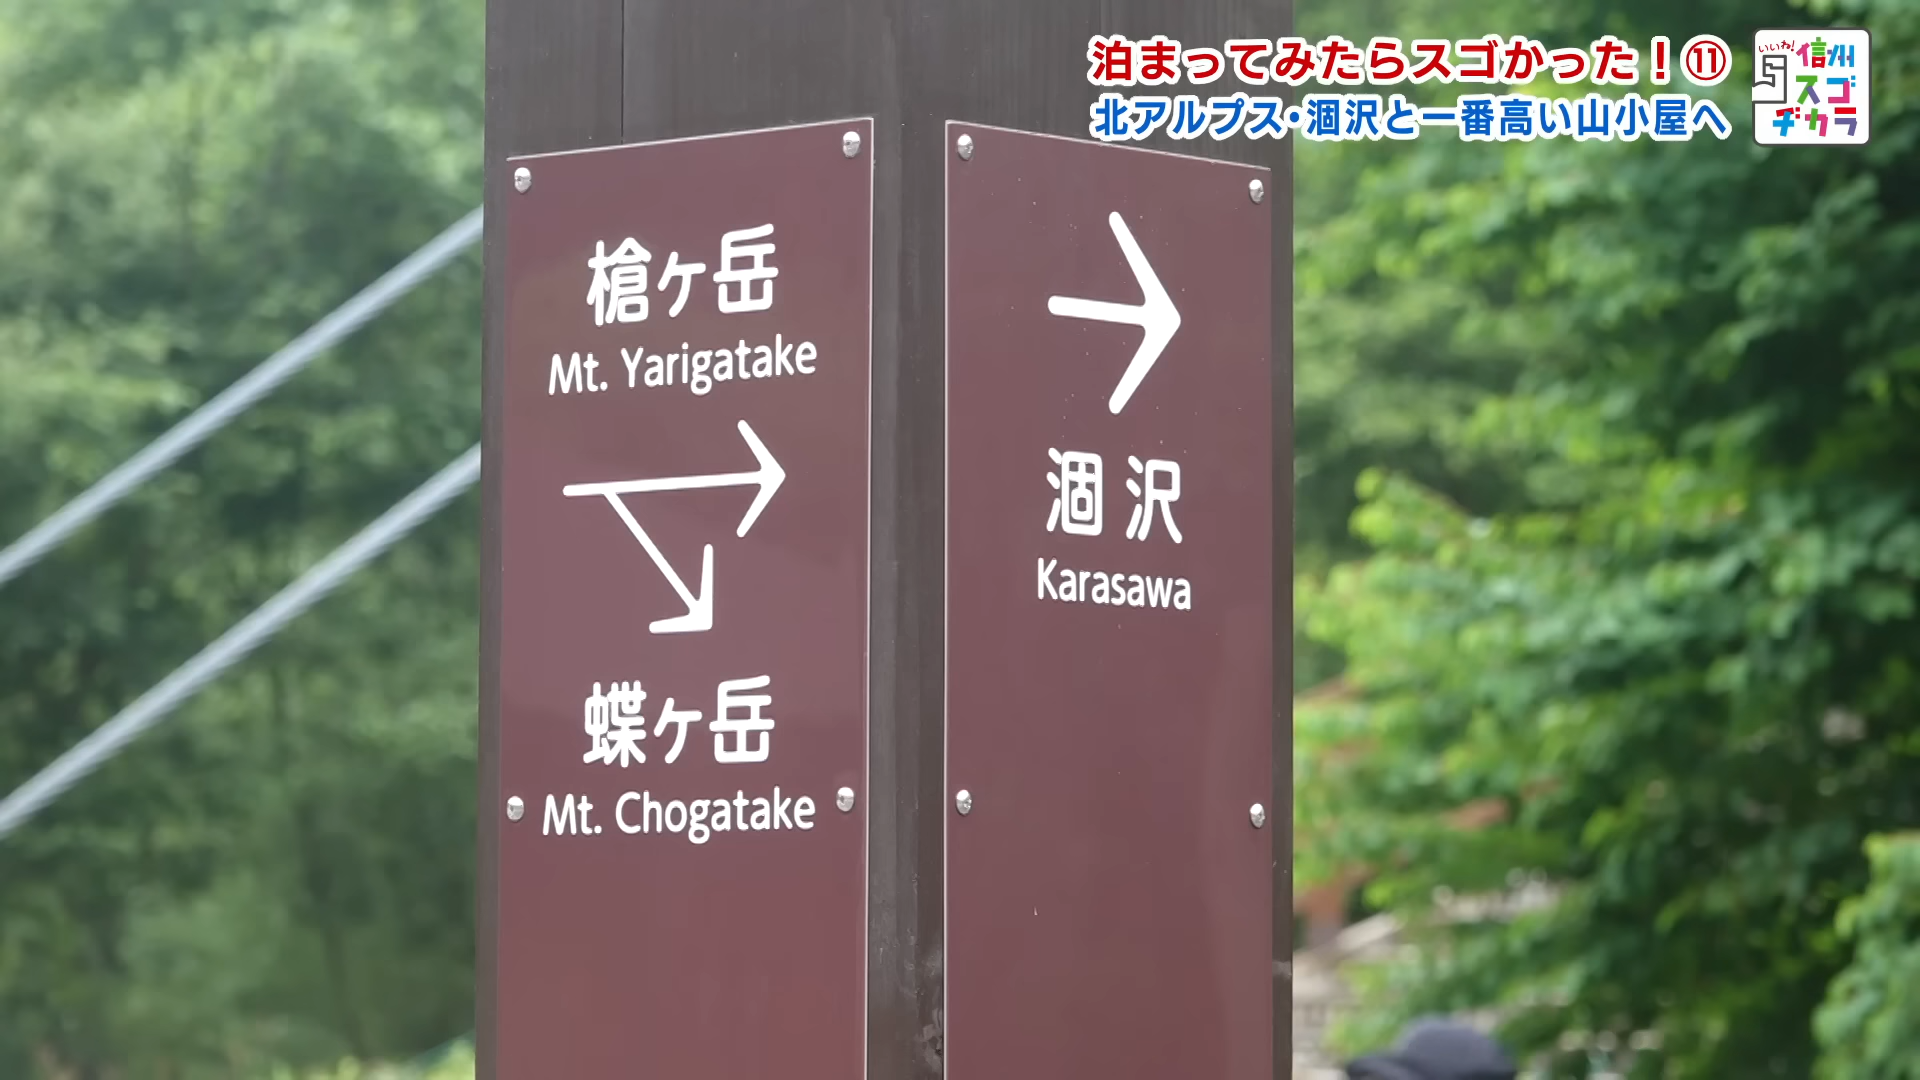 泊まってみたらスゴかった！⑪
北アルプス・涸沢と一番高い山小屋へ
いいね!
信州
スゴ
ヂカラ
槍ヶ岳
Mt. Yarigatake
蝶ヶ岳
Mt. Chogatake
涸沢
Karasawa